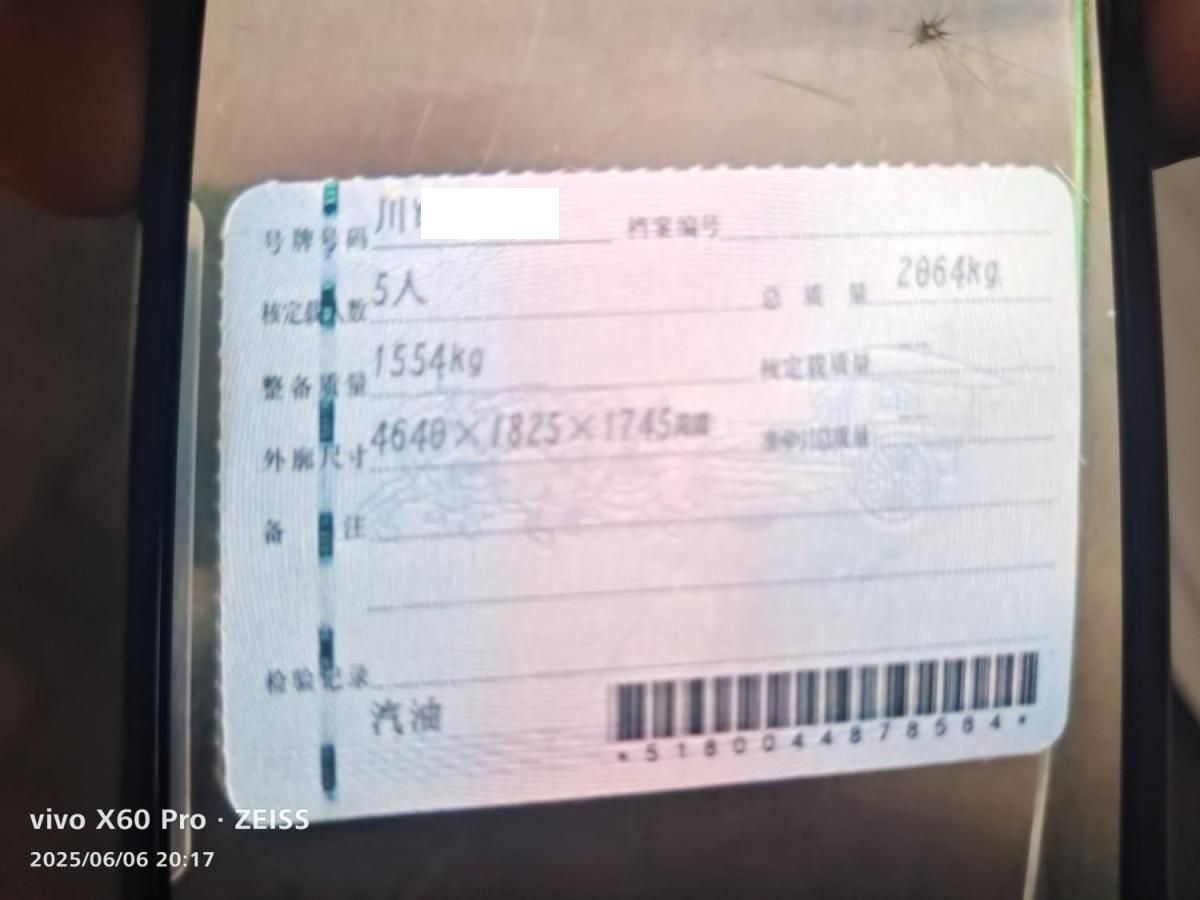 号牌号码 川 档案编号
核定载人数 5人 总质量 2064kg
整备质量 1554kg 核定载质量 --
外廓尺寸 4640×1825×1745 准牵引总质量 --
备注
检验记录
汽油
*5180044878584*
vivo X60 Pro · ZEISS
2025/06/06 20:17